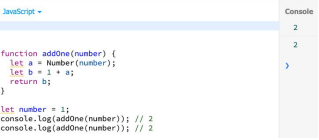 JavaScript
Console
2
2
function addOne(number) {
let a = Number(number);
let b = 1 + a;
return b;
}
let number = 1;
console.log(addOne(number)); // 2
console.log(addOne(number)); // 2